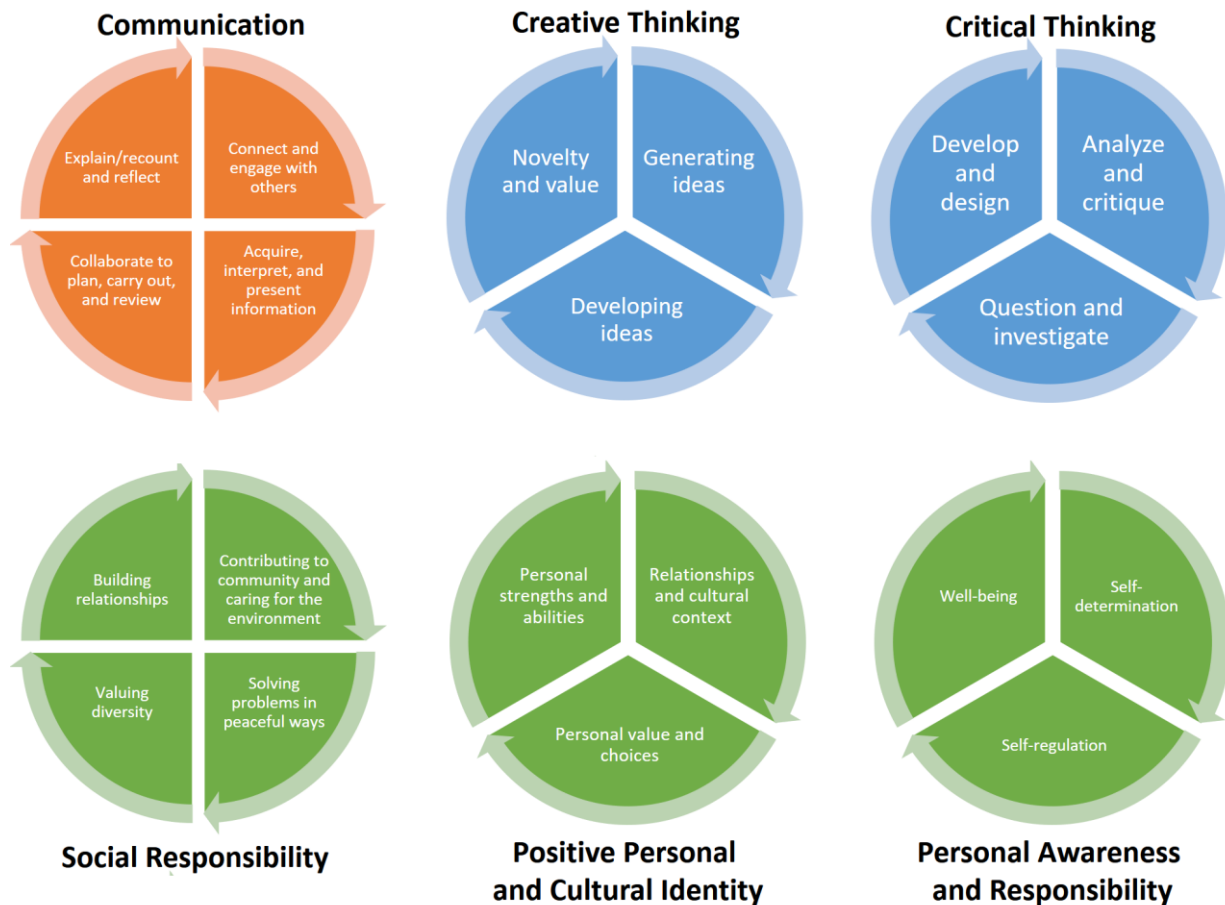 Communication
Explain/recount
and reflect
Connect and
engage with
others
Collaborate to
plan, carry out,
and review
Acquire,
interpret, and
present
information
Creative Thinking
Novelty
and value
Generating
ideas
Developing
ideas
Critical Thinking
Develop
and
design
Analyze
and
critique
Question and
investigate
Building
relationships
Contributing to
community and
caring for the
environment
Valuing
diversity
Solving
problems in
peaceful ways
Social Responsibility
Personal
strengths and
abilities
Relationships
and cultural
context
Personal value and
choices
Positive Personal
and Cultural Identity
Well-being
Self-
determination
Self-regulation
Personal Awareness
and Responsibility